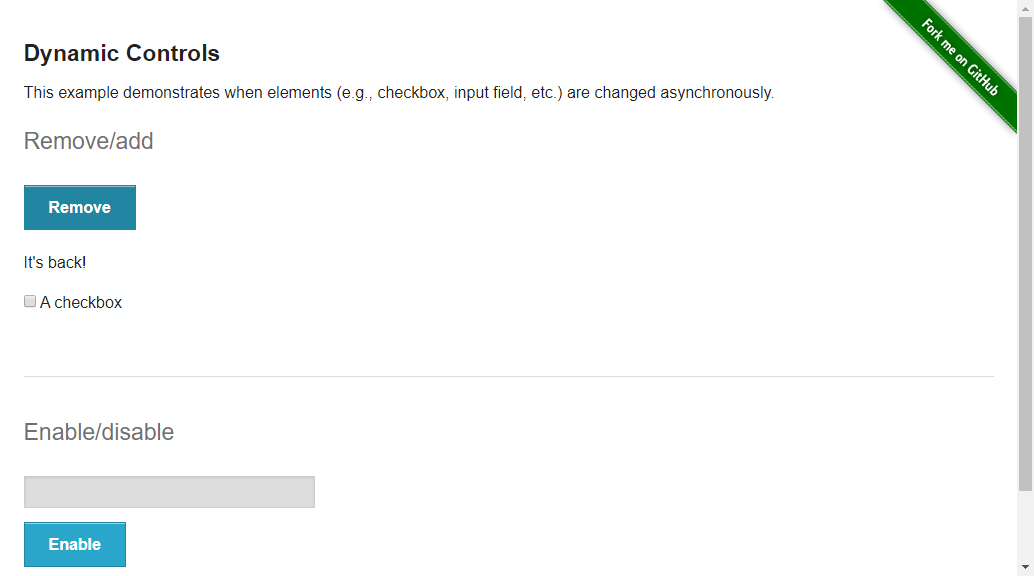 Fork me on GitHub
Dynamic Controls
This example demonstrates when elements (e.g., checkbox, input field, etc.) are changed asynchronously.
Remove/add
Remove
It's back!
A checkbox
Enable/disable
Enable